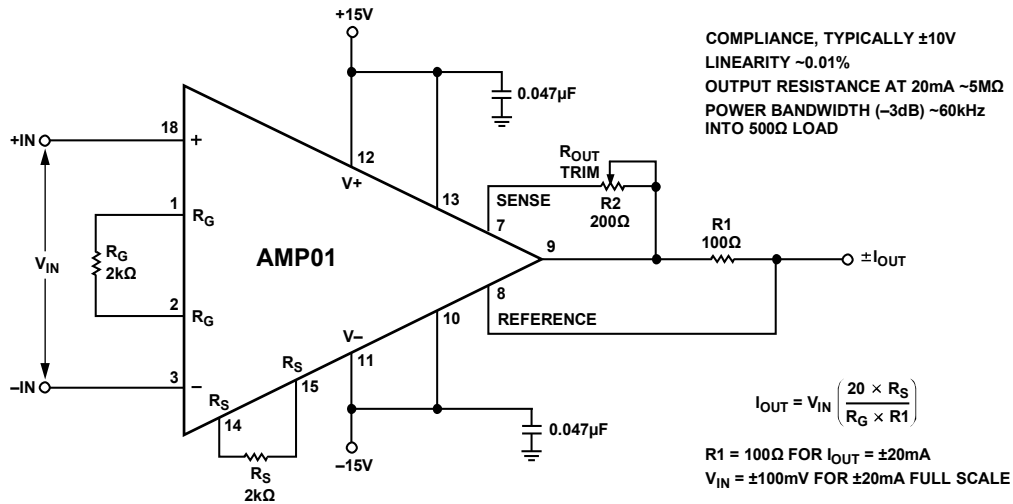 +15V
COMPLIANCE, TYPICALLY ±10V
LINEARITY ~0.01%
OUTPUT RESISTANCE AT 20mA ~5MΩ
POWER BANDWIDTH (–3dB) ~60kHz
INTO 500Ω LOAD
0.047µF
+IN
18
+
12
V+
13
R_OUT
TRIM
SENSE
R2
200Ω
7
1
R_G
V_IN
R_G
2kΩ
AMP01
9
R1
100Ω
±I_OUT
8
REFERENCE
2
R_G
10
V–
11
–IN
3
–
R_S
15
R_S
14
R_S
2kΩ
–15V
0.047µF
I_OUT = V_IN (20 × R_S / R_G × R1)
R1 = 100Ω FOR I_OUT = ±20mA
V_IN = ±100mV FOR ±20mA FULL SCALE